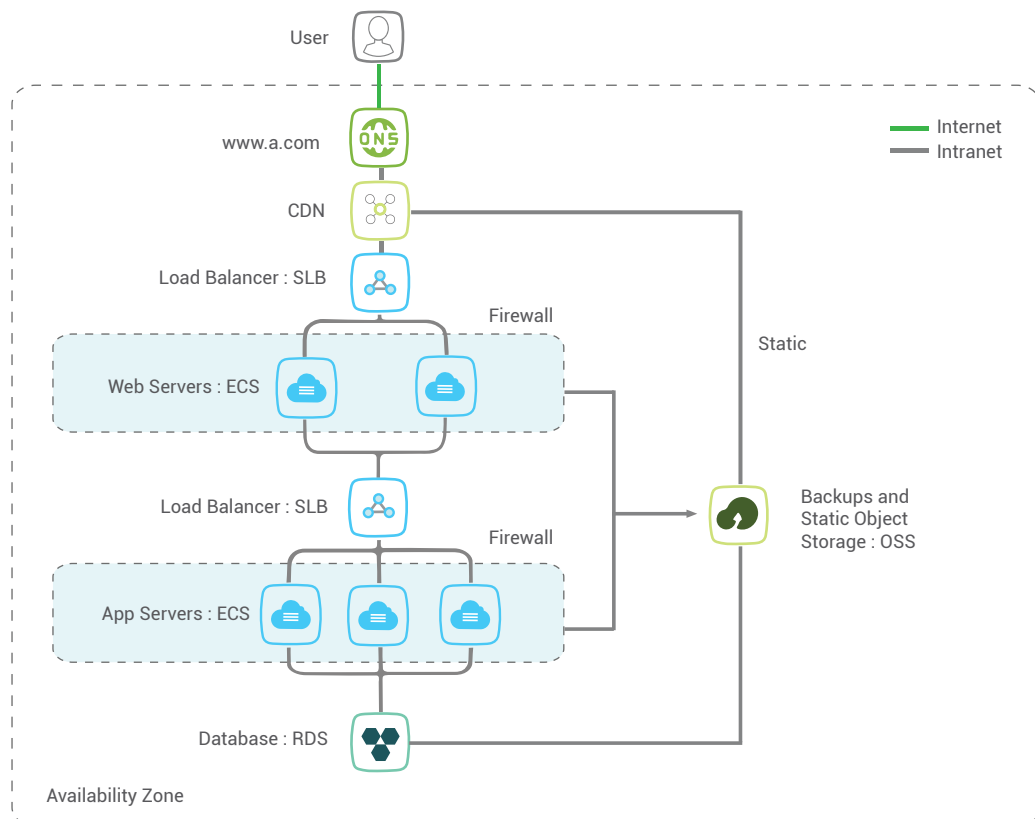 User
www.a.com
ONS
Internet
Intranet
CDN
Load Balancer : SLB
Firewall
Static
Web Servers : ECS
Load Balancer : SLB
Backups and
Static Object
Storage : OSS
Firewall
App Servers : ECS
Database : RDS
Availability Zone